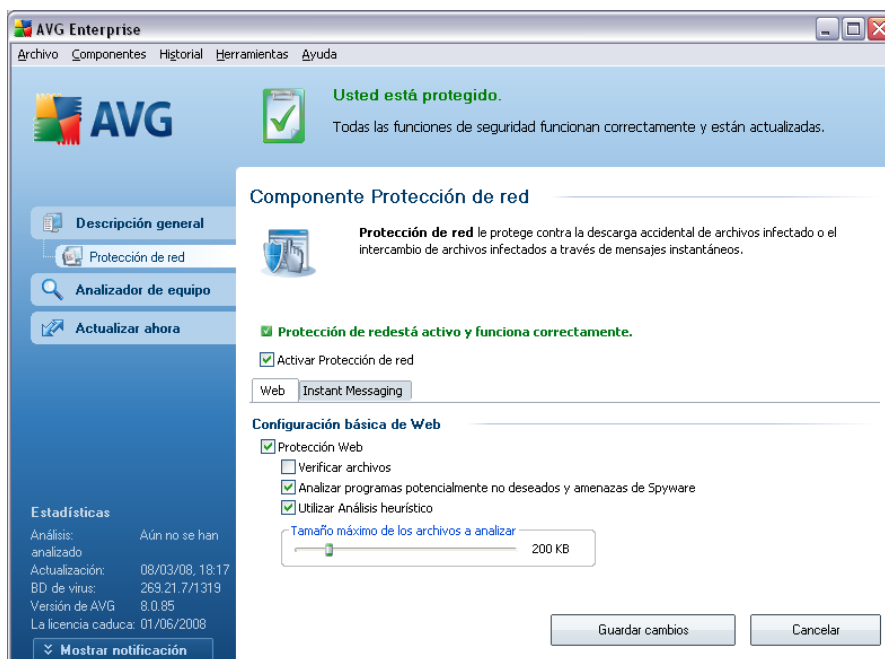 AVG Enterprise
Archivo Componentes Historial Herramientas Ayuda
AVG
Usted está protegido.
Todas las funciones de seguridad funcionan correctamente y están actualizadas.
Descripción general
Protección de red
Analizador de equipo
Actualizar ahora
Componente Protección de red
Protección de red le protege contra la descarga accidental de archivos infectado o el
intercambio de archivos infectados a través de mensajes instantáneos.
Protección de redestá activo y funciona correctamente.
Activar Protección de red
Web Instant Messaging
Configuración básica de Web
Protección Web
Verificar archivos
Analizar programas potencialmente no deseados y amenazas de Spyware
Utilizar Análisis heurístico
Tamaño máximo de los archivos a analizar
200 KB
Estadísticas
Análisis: Aún no se han
analizado
Actualización: 08/03/08, 18:17
BD de virus: 269.21.7/1319
Versión de AVG 8.0.85
La licencia caduca: 01/06/2008
Mostrar notificación
Guardar cambios Cancelar